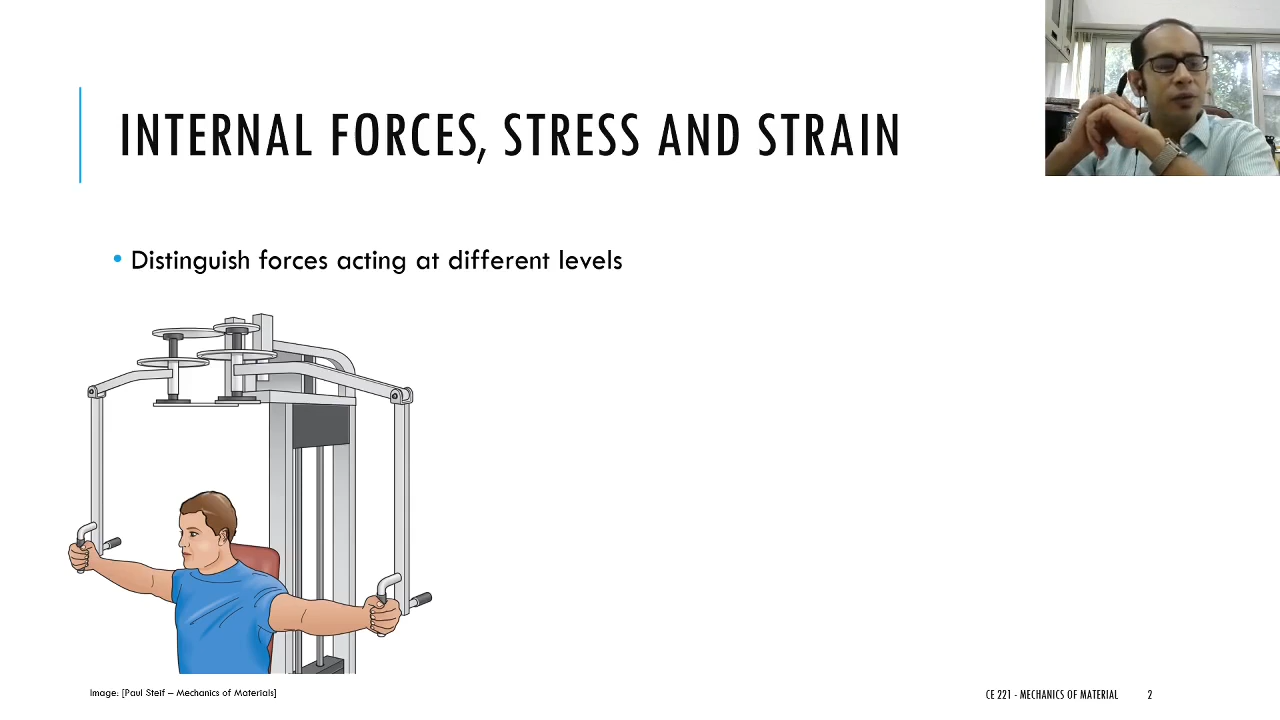 INTERNAL FORCES, STRESS AND STRAIN
• Distinguish forces acting at different levels
Image: [Paul Steif – Mechanics of Materials]
CE 221 - MECHANICS OF MATERIAL 2